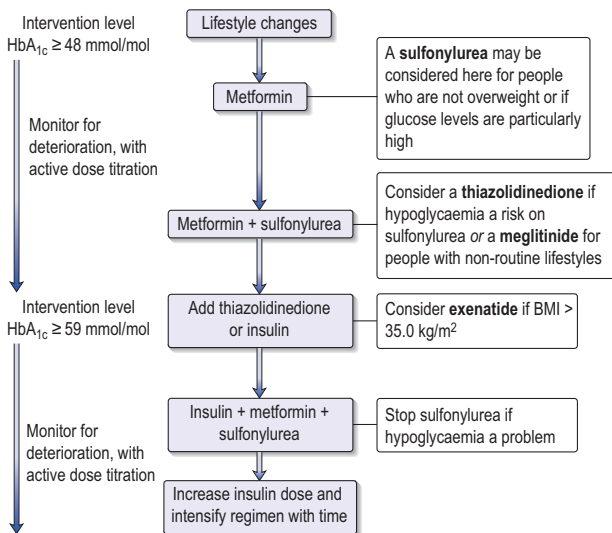 Intervention level
HbA1c ≥ 48 mmol/mol
Lifestyle changes
Metformin
A sulfonylurea may be
considered here for people
who are not overweight or if
glucose levels are particularly
high
Monitor for
deterioration, with
active dose titration
Metformin + sulfonylurea
Consider a thiazolidinedione if
hypoglycaemia a risk on
sulfonylurea or a meglitinide for
people with non-routine lifestyles
Intervention level
HbA1c ≥ 59 mmol/mol
Add thiazolidinedione
or insulin
Consider exenatide if BMI >
35.0 kg/m²
Monitor for
deterioration, with
active dose titration
Insulin + metformin +
sulfonylurea
Stop sulfonylurea if
hypoglycaemia a problem
Increase insulin dose and
intensify regimen with time